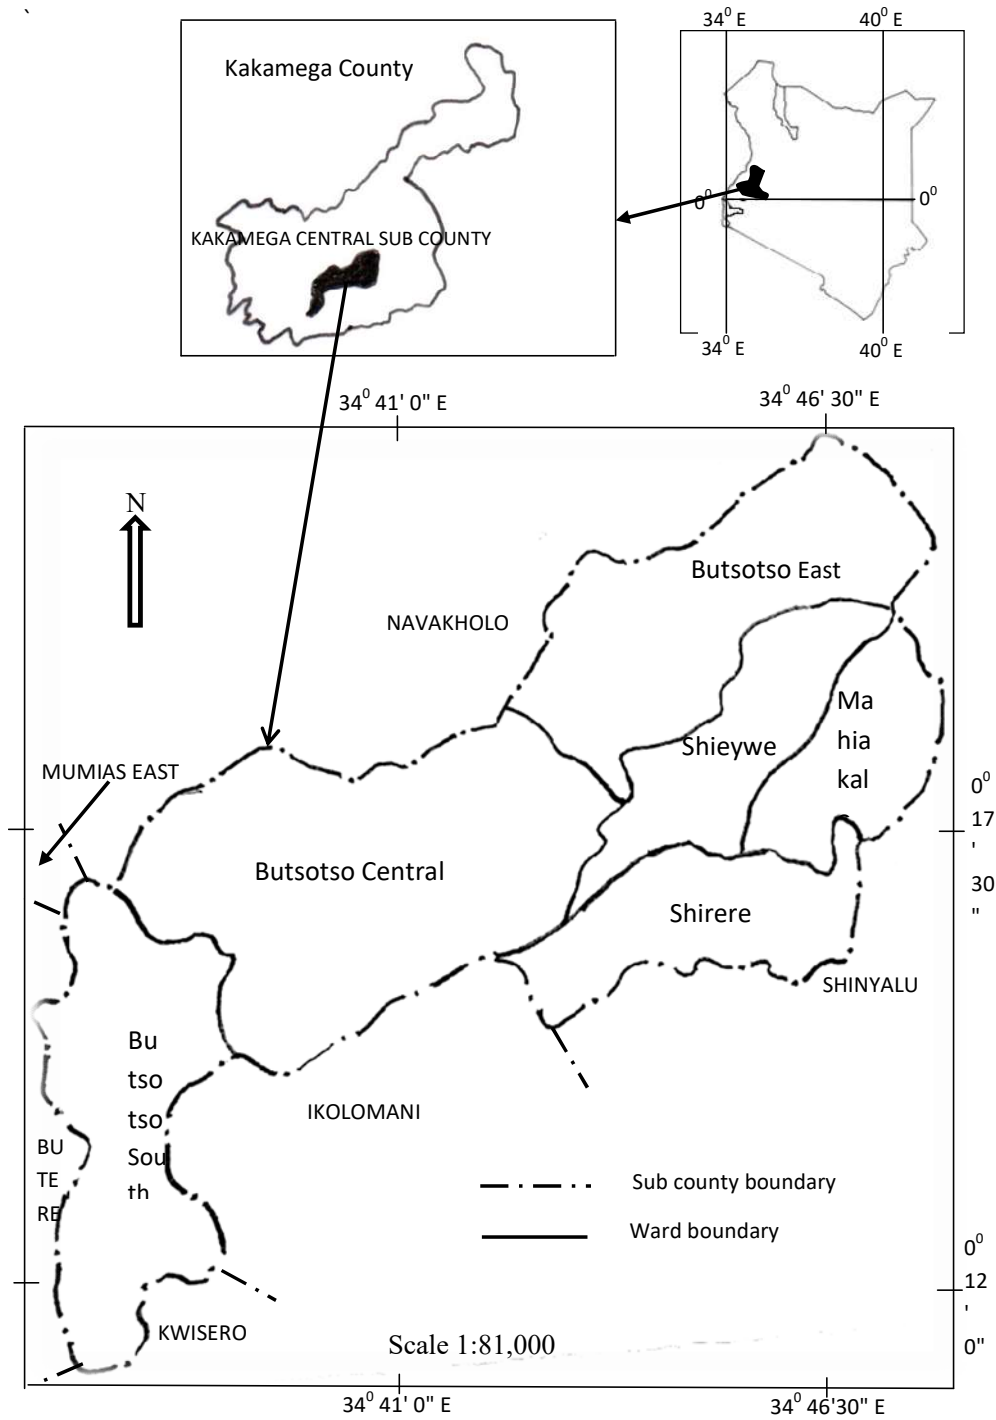 `
34⁰ E
40⁰ E
Kakamega County
KAKAMEGA CENTRAL SUB COUNTY
0⁰
0⁰
34⁰ E
40⁰ E
34⁰ 41' 0" E
34⁰ 46' 30" E
N
Butsotso East
NAVAKHOLO
Ma
hia
kal
Shieywe
MUMIAS EAST
0⁰
17
'
30
"
Butsotso Central
Shirere
SHINYALU
Bu
tso
tso
Sou
th
IKOLOMANI
BU
TE
RE
Sub county boundary
Ward boundary
0⁰
12
'
0"
KWISERO
Scale 1:81,000
34⁰ 41' 0" E
34⁰ 46' 30" E